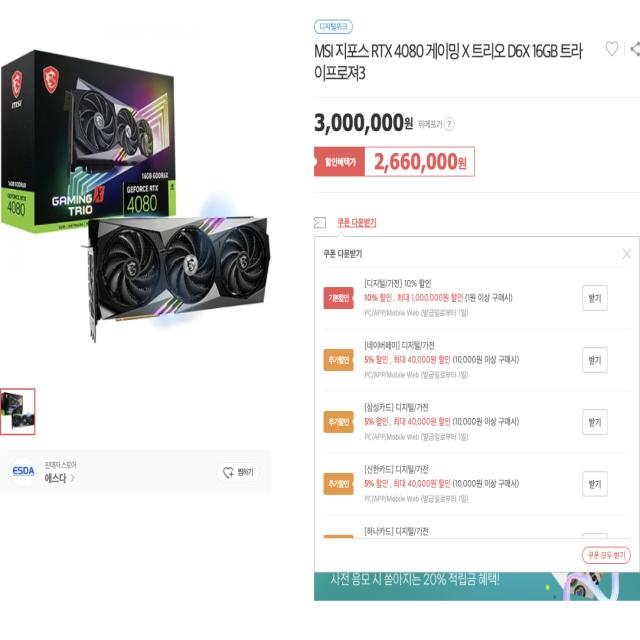 디지털위크
MSI 지포스 RTX 4080 게이밍 X 트리오 D6X 16GB 트라
이프로져3
3,000,000원 위메프가 ?
할인혜택가 2,660,000원
쿠폰 다운받기
쿠폰 다운받기
기본할인
[디지털/가전] 10% 할인
10% 할인 , 최대 1,000,000원 할인 (1원 이상 구매시)
PC/APP/Mobile Web (발급일로부터 1일)
받기
추가할인
[네이버페이] 디지털/가전
5% 할인 , 최대 40,000원 할인 (10,000원 이상 구매시)
PC/APP/Mobile Web (발급일로부터 1일)
받기
추가할인
[삼성카드] 디지털/가전
5% 할인 , 최대 40,000원 할인 (10,000원 이상 구매시)
PC/APP/Mobile Web (발급일로부터 1일)
받기
추가할인
[신한카드] 디지털/가전
5% 할인 , 최대 40,000원 할인 (10,000원 이상 구매시)
PC/APP/Mobile Web (발급일로부터 1일)
받기
[하나카드] 디지털/가전
쿠폰 모두 받기
사전 응모 시 쏟아지는 20% 적립금 혜택!
msi
16GB GDDR6X
GEFORCE RTX
4080
GAMING X
TRIO
16GB GDDR6X
GEFORCE RTX
4080
ESDA
판매자 스토어
에스다
찜하기